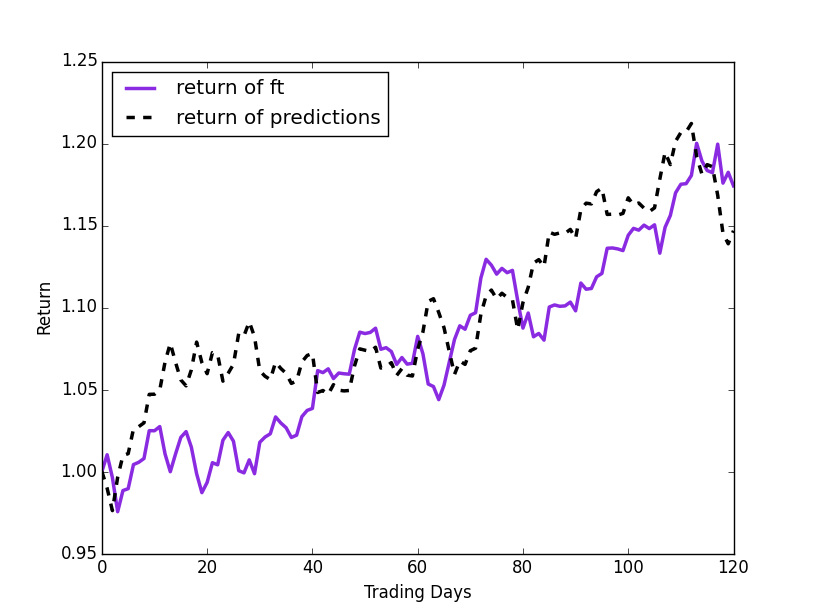 1.25
return of ft
return of predictions
1.20
1.15
1.10
1.05
1.00
0.95
Return
0 20 40 60 80 100 120
Trading Days